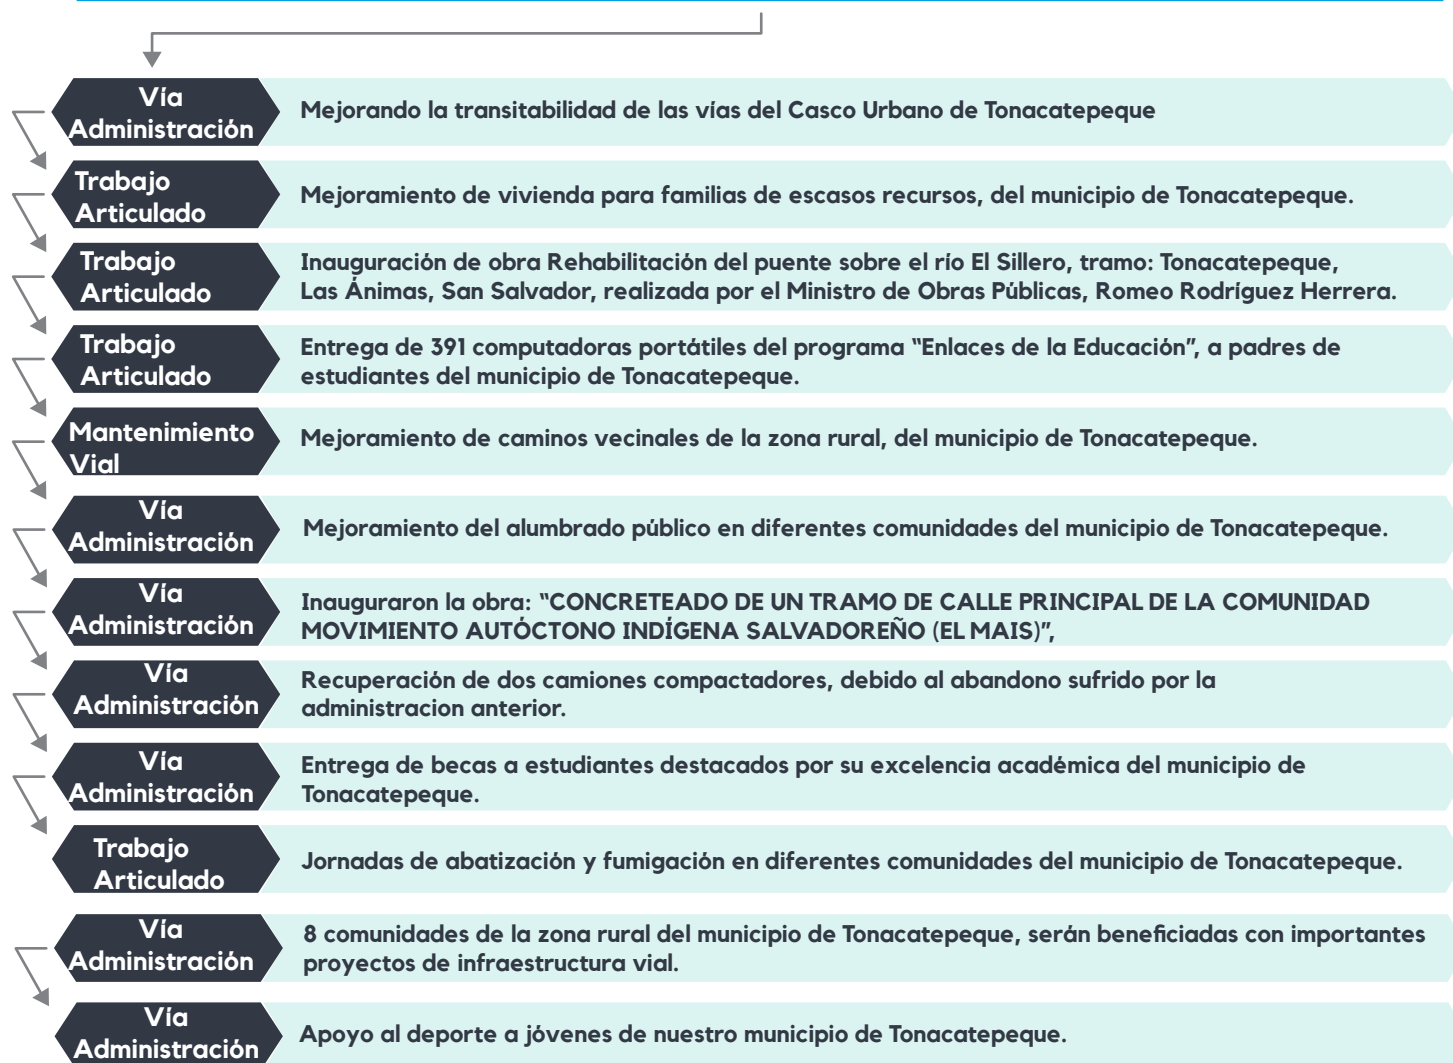 Vía
Administración
Mejorando la transitabilidad de las vías del Casco Urbano de Tonacatepeque
Trabajo
Articulado
Mejoramiento de vivienda para familias de escasos recursos, del municipio de Tonacatepeque.
Trabajo
Articulado
Inauguración de obra Rehabilitación del puente sobre el río El Sillero, tramo: Tonacatepeque,
Las Ánimas, San Salvador, realizada por el Ministro de Obras Públicas, Romeo Rodríguez Herrera.
Trabajo
Articulado
Entrega de 391 computadoras portátiles del programa “Enlaces de la Educación”, a padres de
estudiantes del municipio de Tonacatepeque.
Mantenimiento
Vial
Mejoramiento de caminos vecinales de la zona rural, del municipio de Tonacatepeque.
Vía
Administración
Mejoramiento del alumbrado público en diferentes comunidades del municipio de Tonacatepeque.
Vía
Administración
Inauguraron la obra: “CONCRETEADO DE UN TRAMO DE CALLE PRINCIPAL DE LA COMUNIDAD
MOVIMIENTO AUTÓCTONO INDÍGENA SALVADOREÑO (EL MAIS)”,
Vía
Administración
Recuperación de dos camiones compactadores, debido al abandono sufrido por la
administracion anterior.
Vía
Administración
Entrega de becas a estudiantes destacados por su excelencia académica del municipio de
Tonacatepeque.
Trabajo
Articulado
Jornadas de abatización y fumigación en diferentes comunidades del municipio de Tonacatepeque.
Vía
Administración
8 comunidades de la zona rural del municipio de Tonacatepeque, serán beneficiadas con importantes
proyectos de infraestructura vial.
Vía
Administración
Apoyo al deporte a jóvenes de nuestro municipio de Tonacatepeque.